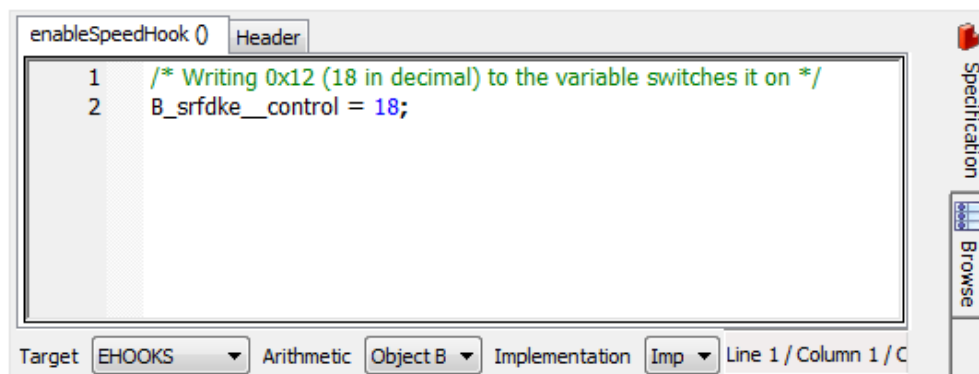 enableSpeedHook ()
Header
1 /* Writing 0x12 (18 in decimal) to the variable switches it on */
2 B_srfdke__control = 18;
Specification
Browse
Target EHOOKS Arithmetic Object B Implementation Imp Line 1 / Column 1 / C